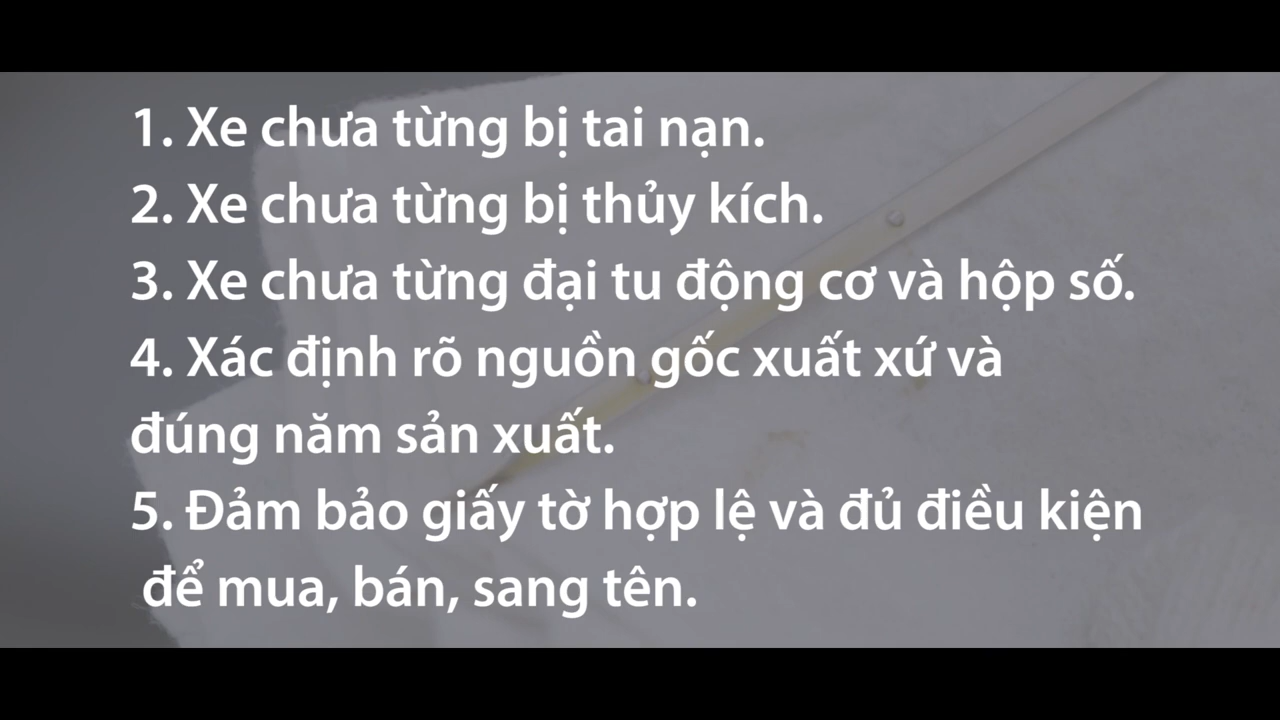 1. Xe chưa từng bị tai nạn.
2. Xe chưa từng bị thủy kích.
3. Xe chưa từng đại tu động cơ và hộp số.
4. Xác định rõ nguồn gốc xuất xứ và
đúng năm sản xuất.
5. Đảm bảo giấy tờ hợp lệ và đủ điều kiện
để mua, bán, sang tên.